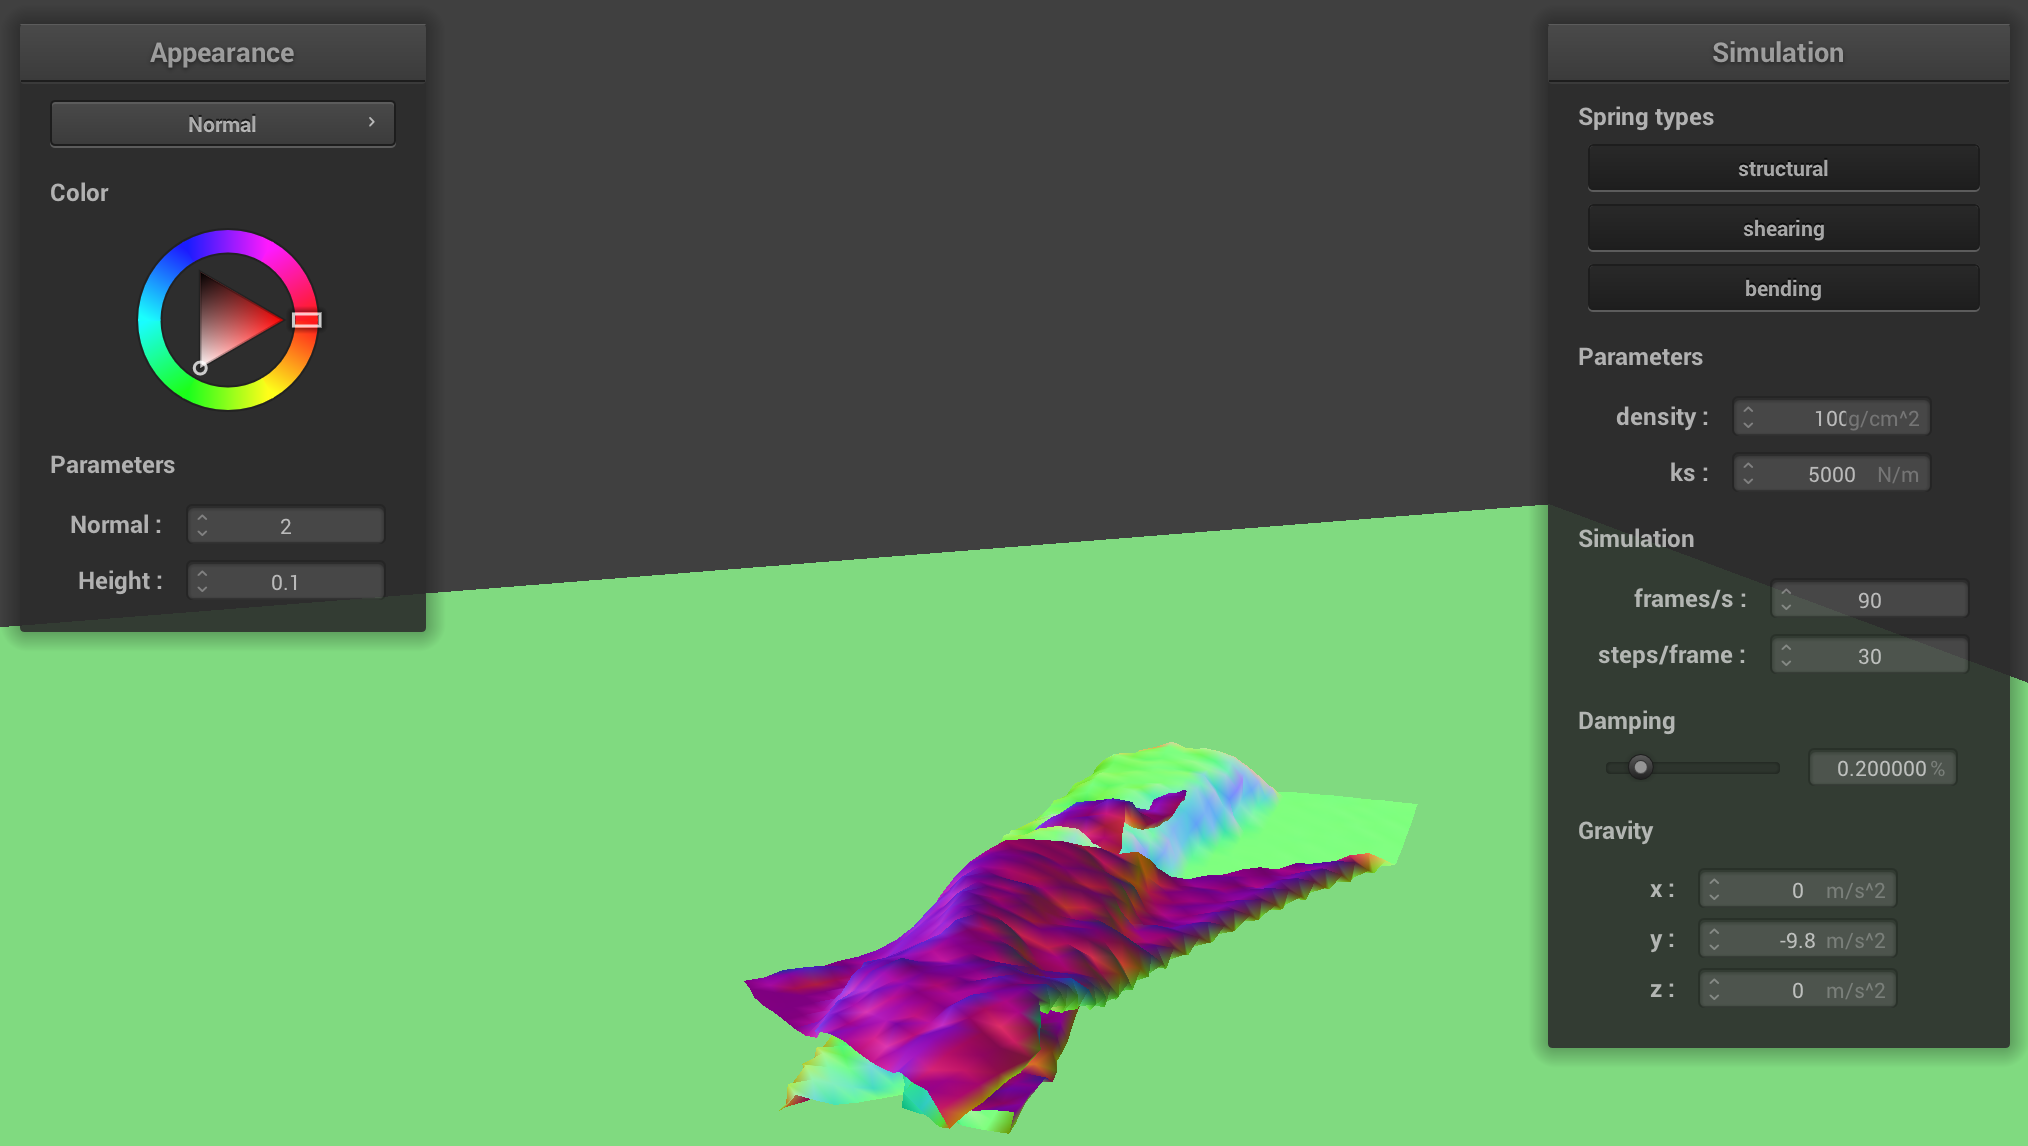 Appearance
Normal
Color
Parameters
Normal : 2
Height : 0.1
Simulation
Spring types
structural
shearing
bending
Parameters
density : 100 g/cm^2
ks : 5000 N/m
Simulation
frames/s : 90
steps/frame : 30
Damping
0.200000 %
Gravity
x : 0 m/s^2
y : -9.8 m/s^2
z : 0 m/s^2